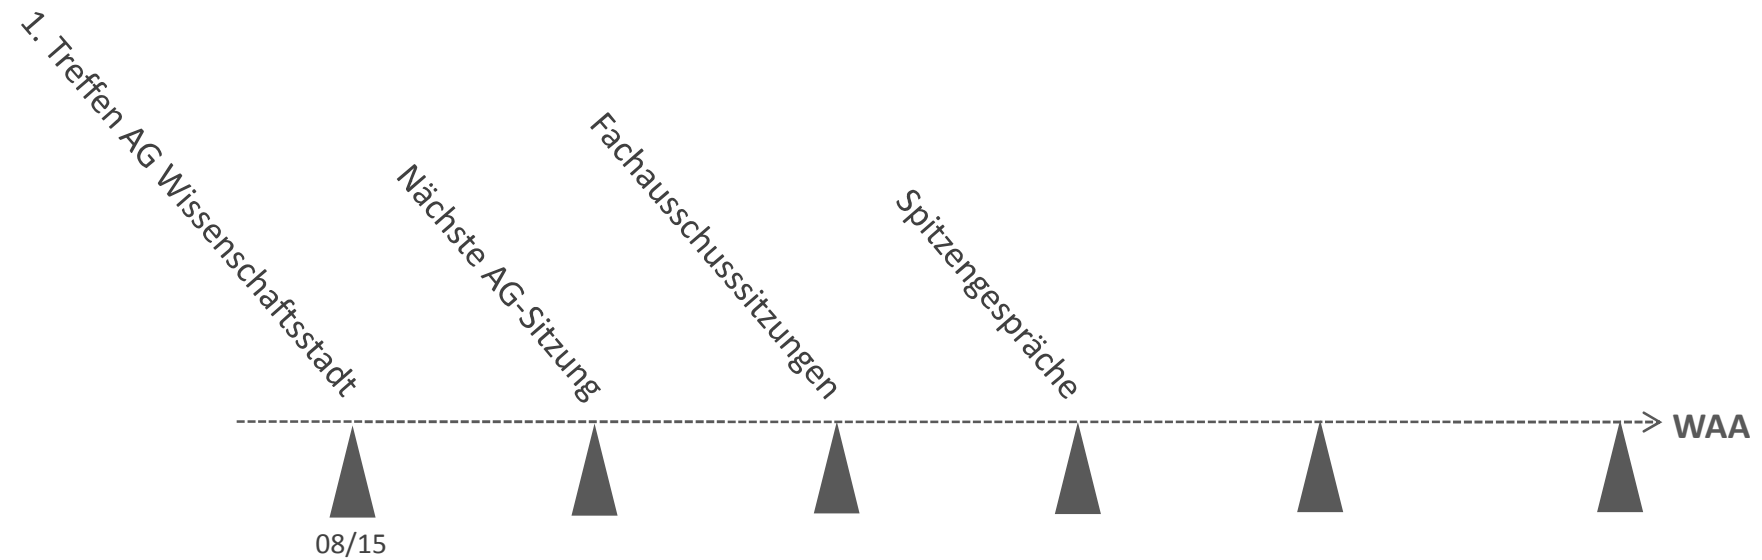 1. Treffen AG Wissenschaftsstadt
Nächste AG-Sitzung
Fachausschusssitzungen
Spitzengespräche
WAA
08/15